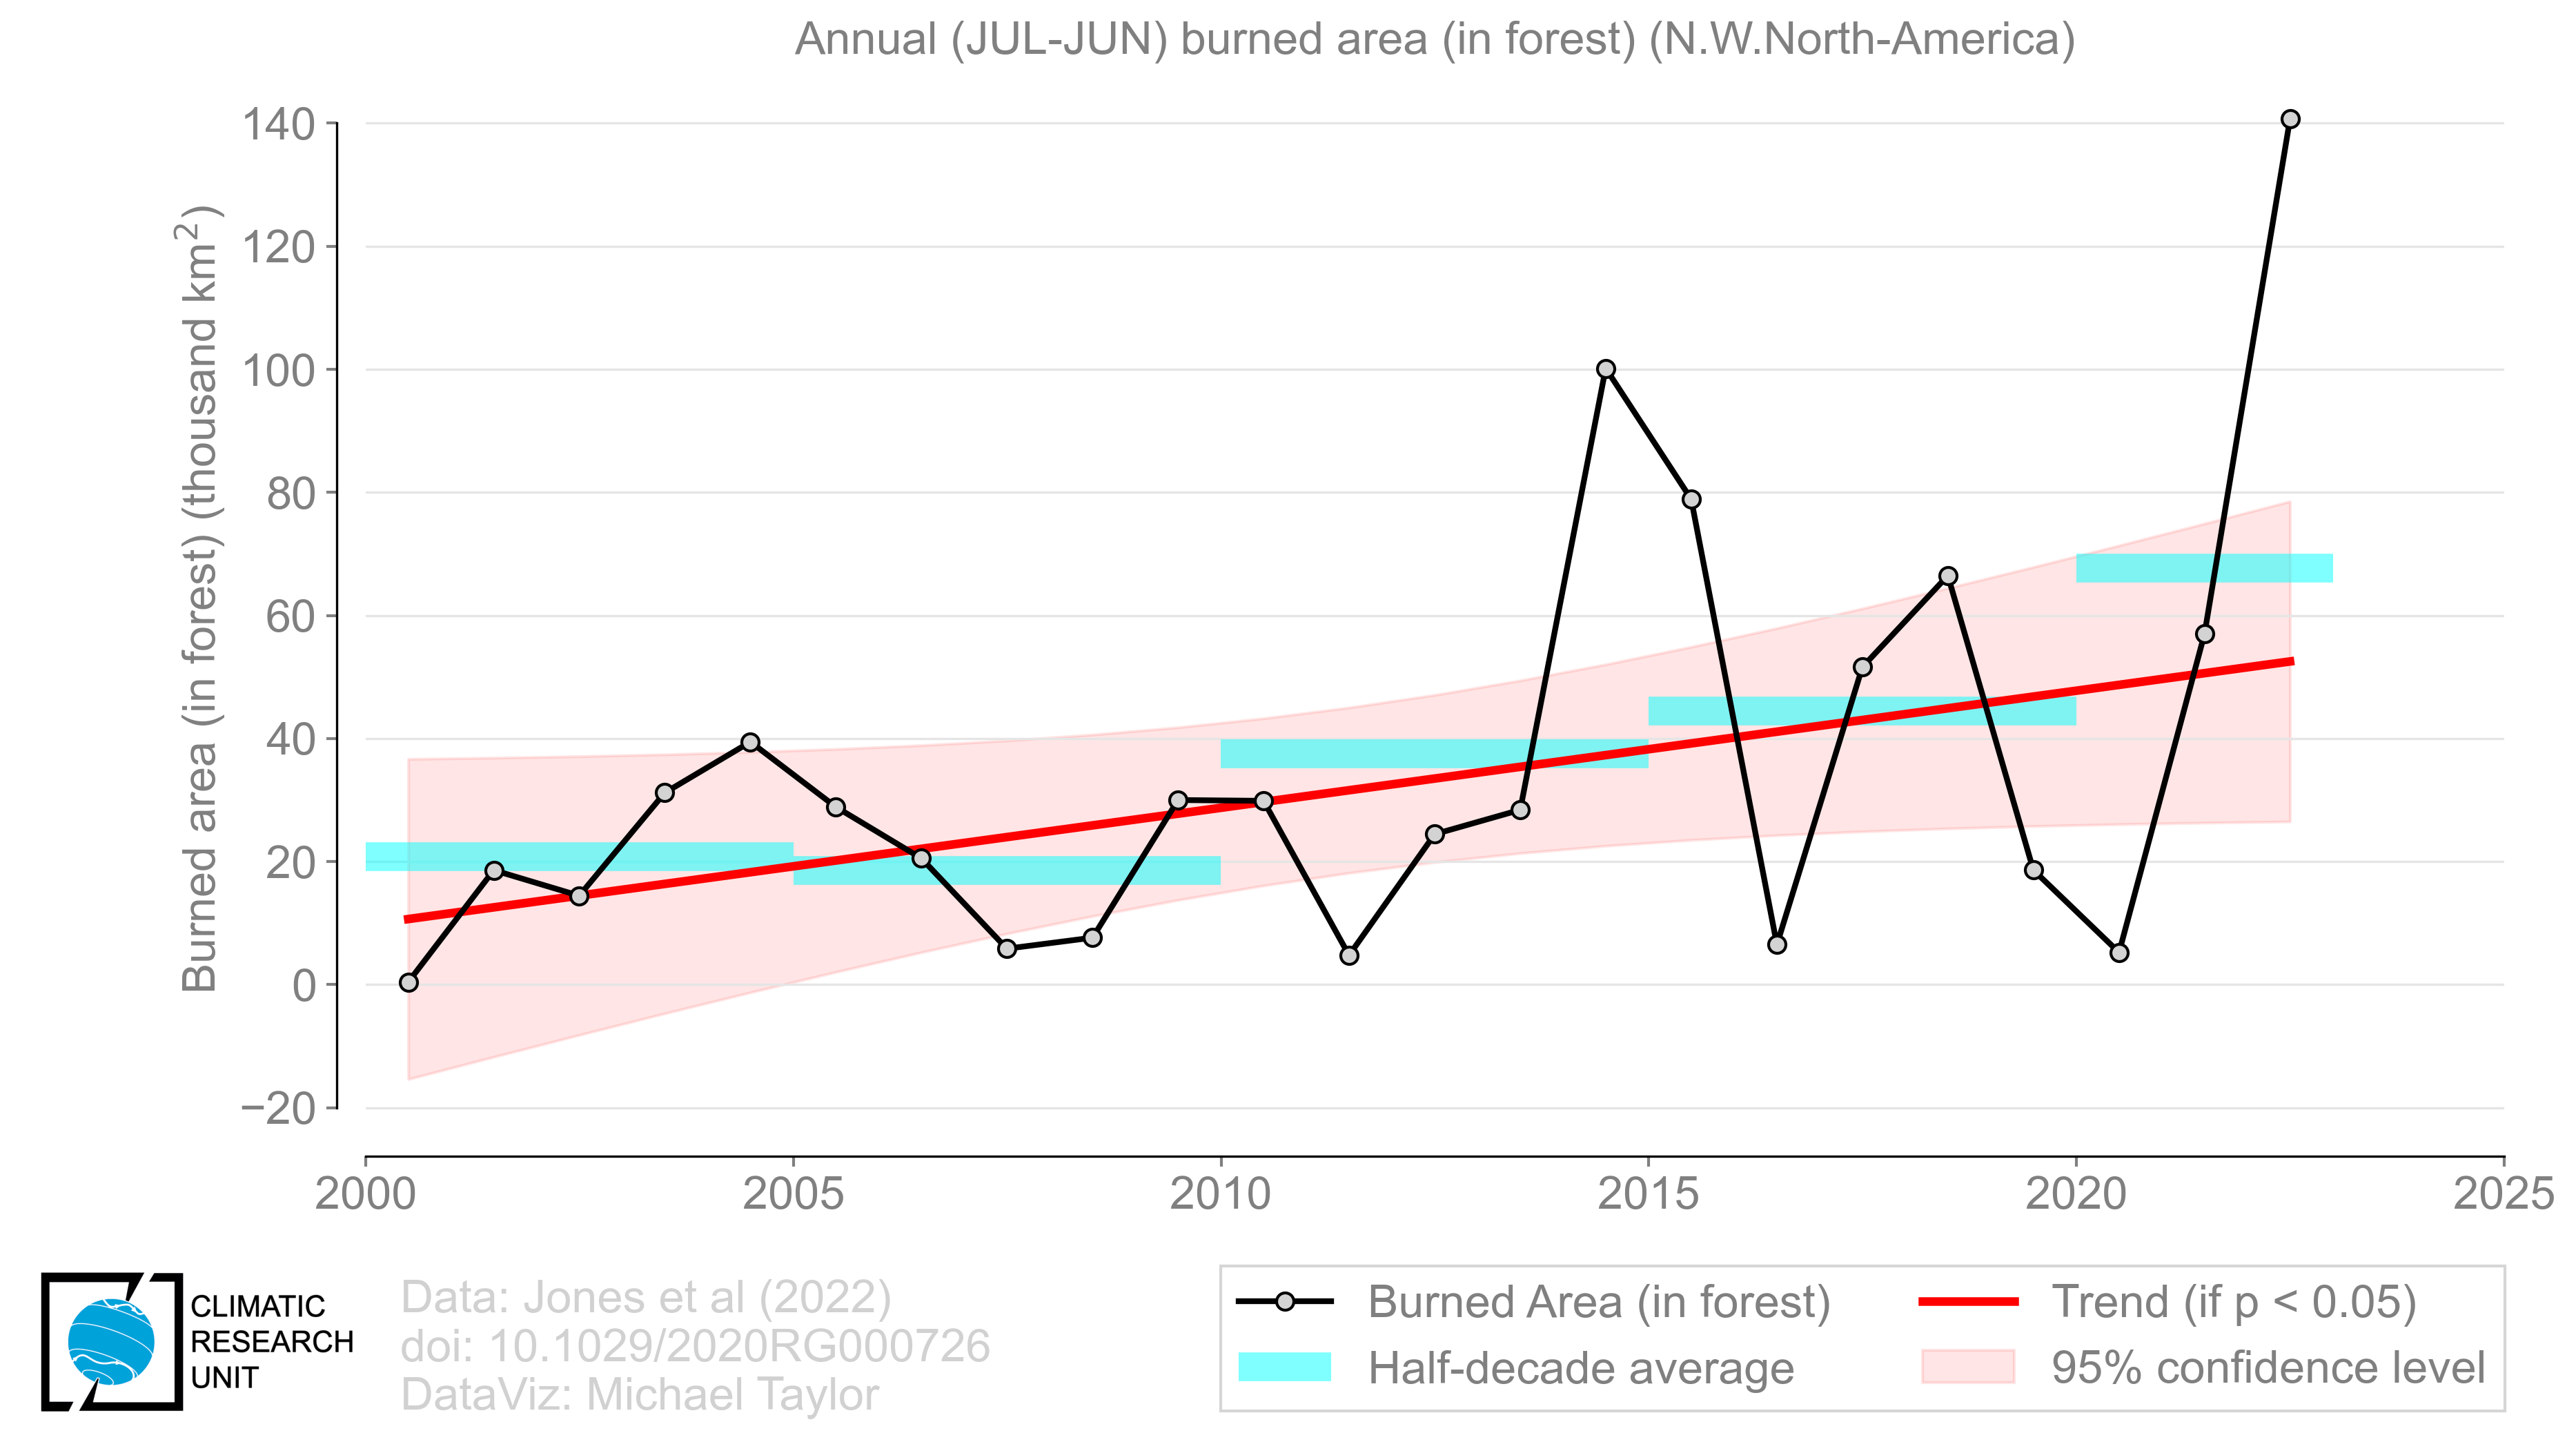 Annual (JUL-JUN) burned area (in forest) (N.W.North-America)
Burned area (in forest) (thousand km²)
140
120
100
80
60
40
20
0
−20
2000 2005 2010 2015 2020 2025
CLIMATIC
RESEARCH
UNIT
Data: Jones et al (2022)
doi: 10.1029/2020RG000726
DataViz: Michael Taylor
Burned Area (in forest)
Half-decade average
Trend (if p < 0.05)
95% confidence level